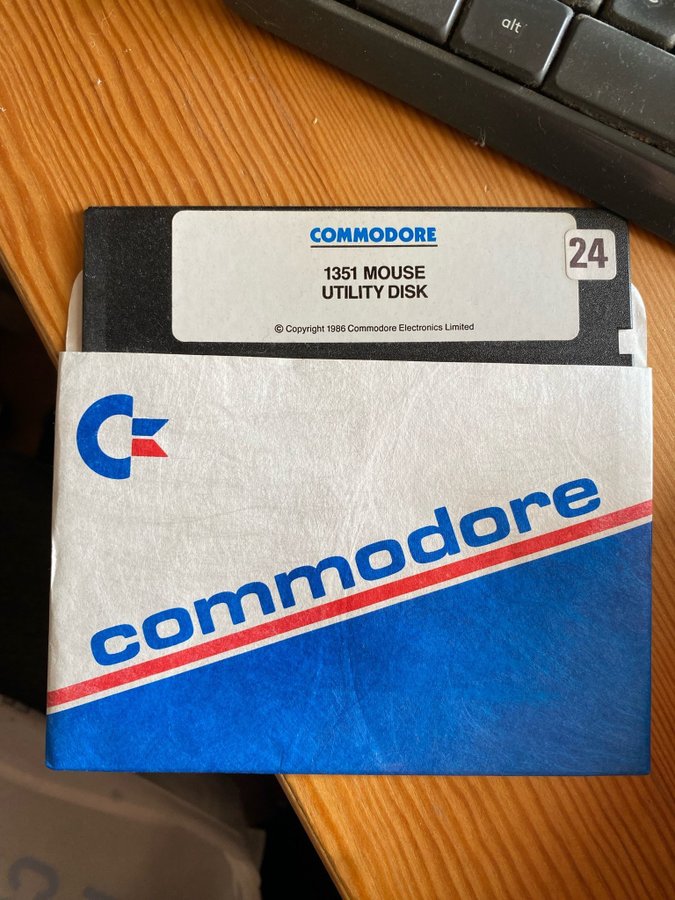 alt
COMMODORE
24
1351 MOUSE
UTILITY DISK
© Copyright 1986 Commodore Electronics Limited
commodore